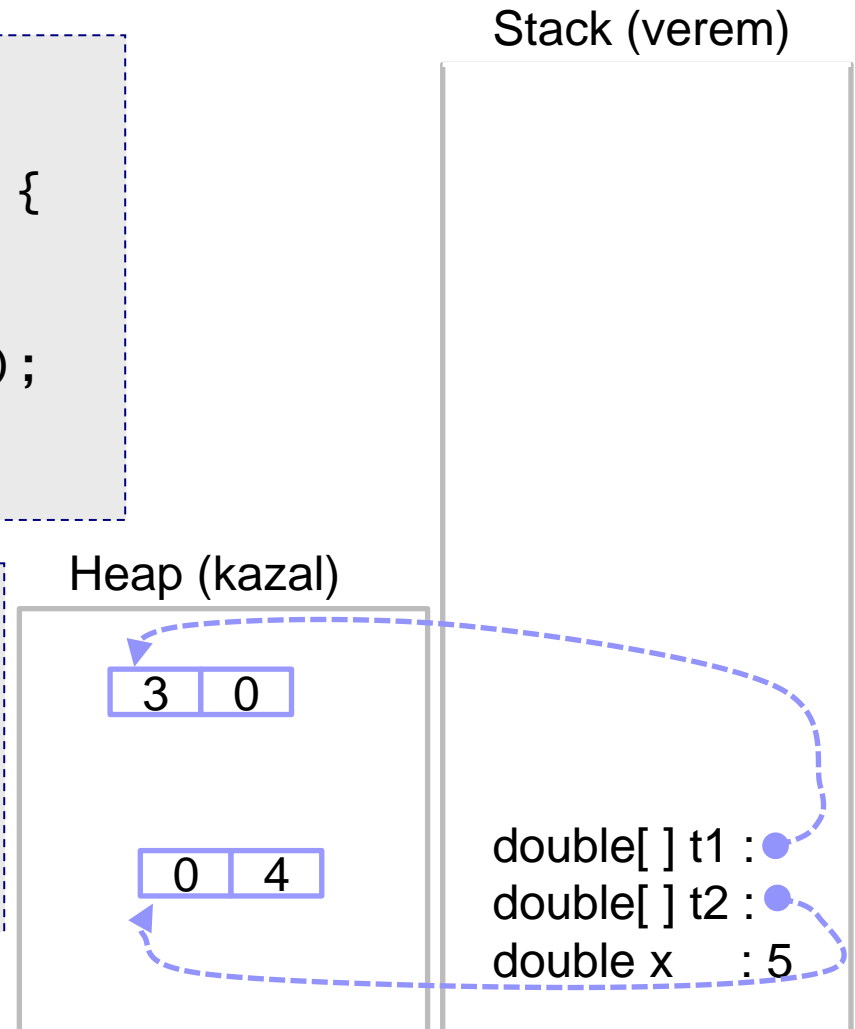 Stack (verem)
{
);
Heap (kazal)
3 0
0 4
double[ ] t1 :
double[ ] t2 :
double x : 5